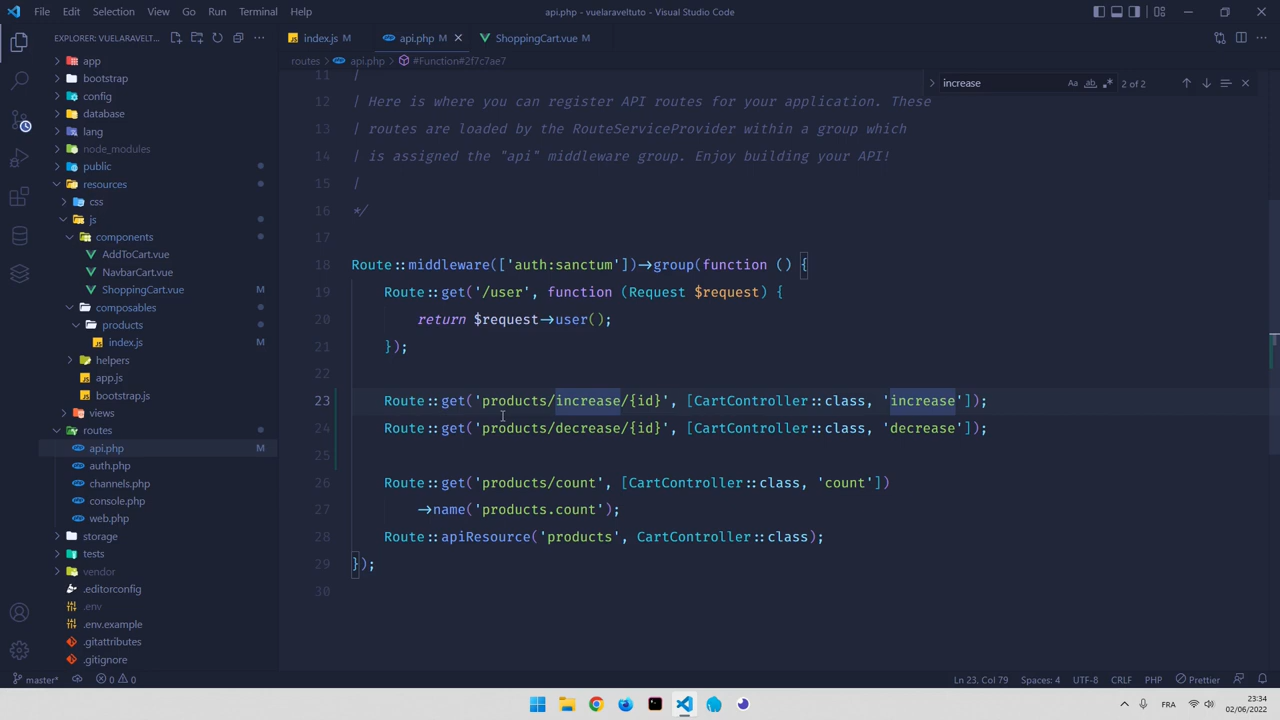 File Edit Selection View Go Run Terminal Help
api.php - vuelaraveltuto - Visual Studio Code
EXPLORER: VUELARAVELT...
index.js M
api.php M
ShoppingCart.vue M
routes > api.php > #Function#2f7c7ae7
increase
Aa ab .* 2 of 2
app
bootstrap
config
database
lang
node_modules
public
resources
css
js
components
AddToCart.vue
NavbarCart.vue
ShoppingCart.vue M
composables
products
index.js M
helpers
app.js
bootstrap.js
views
routes
api.php M
auth.php
channels.php
console.php
web.php
storage
tests
vendor
.editorconfig
.env
.env.example
.gitattributes
.gitignore
11 |
12 | Here is where you can register API routes for your application. These
13 | routes are loaded by the RouteServiceProvider within a group which
14 | is assigned the "api" middleware group. Enjoy building your API!
15 |
16 */
17
18 Route::middleware(['auth:sanctum'])->group(function () {
19 Route::get('/user', function (Request $request) {
20 return $request->user();
21 });
22
23 Route::get('products/increase/{id}', [CartController::class, 'increase']);
24 Route::get('products/decrease/{id}', [CartController::class, 'decrease']);
25
26 Route::get('products/count', [CartController::class, 'count'])
27 ->name('products.count');
28 Route::apiResource('products', CartController::class);
29 });
30
master* 0 0
Ln 23, Col 79 Spaces: 4 UTF-8 CRLF PHP Prettier
FRA
23:34
02/06/2022